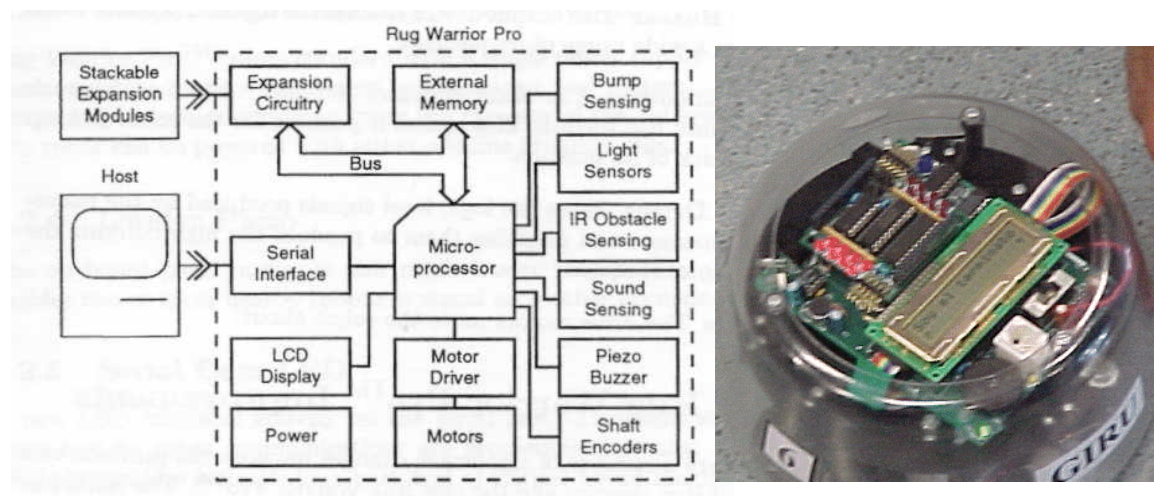 Rug Warrior Pro
Stackable
Expansion
Modules
Expansion
Circuitry
External
Memory
Bump
Sensing
Bus
Light
Sensors
Host
IR Obstacle
Sensing
Serial
Interface
Micro-
processor
Sound
Sensing
LCD
Display
Motor
Driver
Piezo
Buzzer
Power
Motors
Shaft
Encoders
6